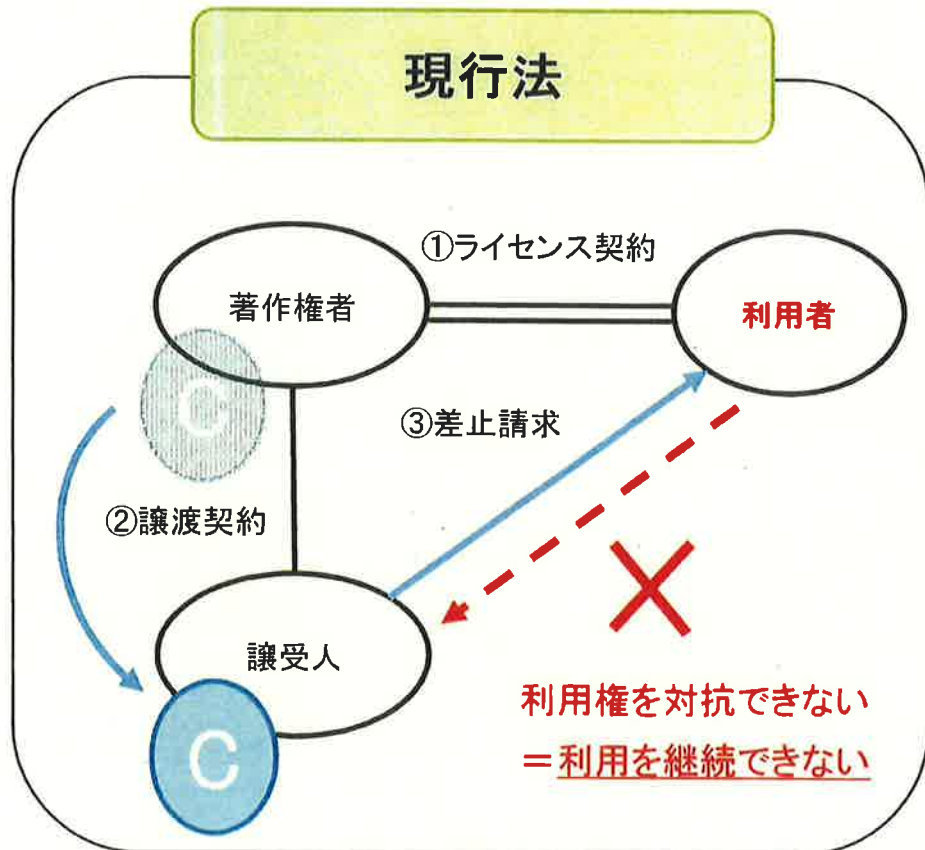 現行法
①ライセンス契約
著作権者
利用者
C
③差止請求
②譲渡契約
譲受人
C
利用権を対抗できない
＝利用を継続できない